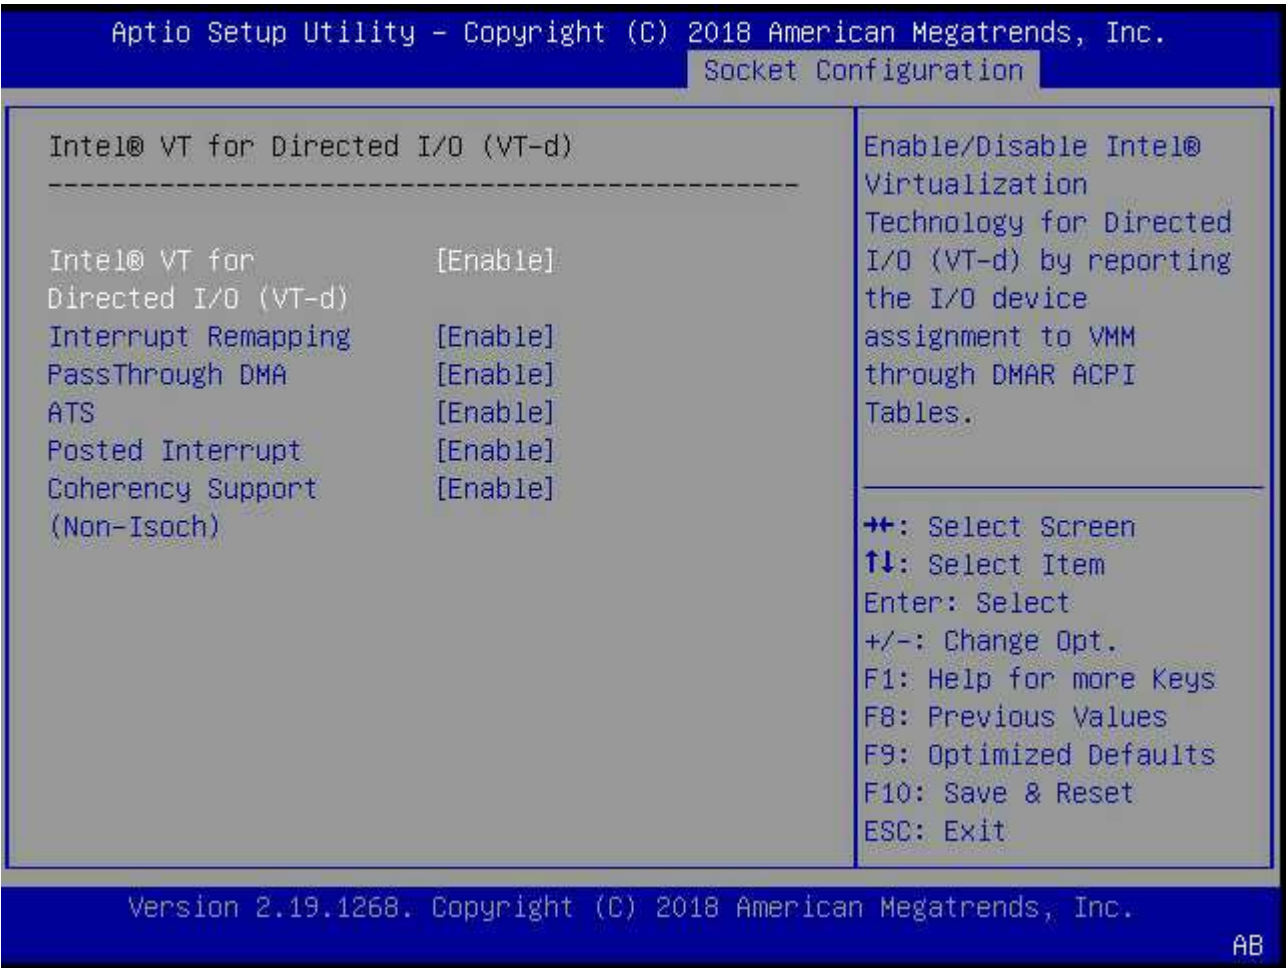 Aptio Setup Utility – Copyright (C) 2018 American Megatrends, Inc.
Socket Configuration
Intel® VT for Directed I/O (VT-d)
------------------------------------------------
Intel® VT for [Enable]
Directed I/O (VT-d)
Interrupt Remapping [Enable]
PassThrough DMA [Enable]
ATS [Enable]
Posted Interrupt [Enable]
Coherency Support [Enable]
(Non-Isoch)
Enable/Disable Intel®
Virtualization
Technology for Directed
I/O (VT-d) by reporting
the I/O device
assignment to VMM
through DMAR ACPI
Tables.
→←: Select Screen
↑↓: Select Item
Enter: Select
+/-: Change Opt.
F1: Help for more Keys
F8: Previous Values
F9: Optimized Defaults
F10: Save & Reset
ESC: Exit
Version 2.19.1268. Copyright (C) 2018 American Megatrends, Inc.
AB